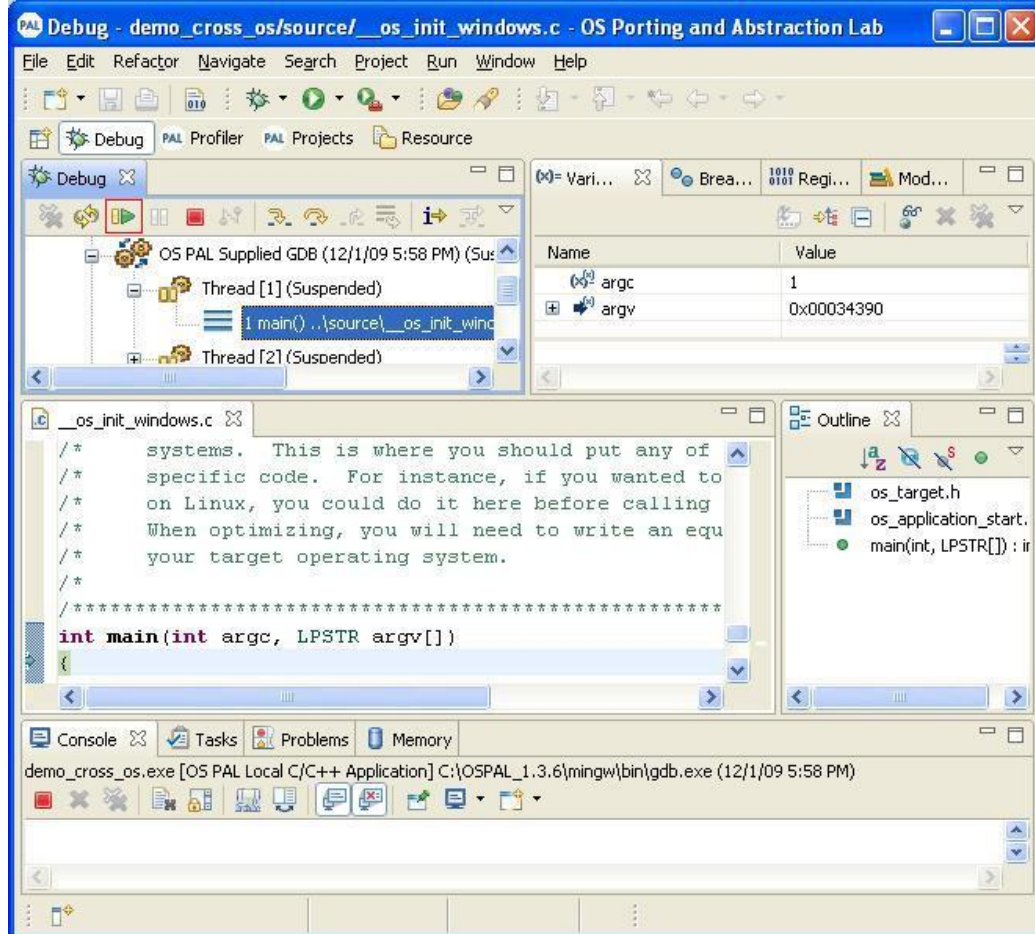 PAL Debug - demo_cross_os/source/__os_init_windows.c - OS Porting and Abstraction Lab
File Edit Refactor Navigate Search Project Run Window Help
010
Debug PAL Profiler PAL Projects Resource
Debug
OS PAL Supplied GDB (12/1/09 5:58 PM) (Sus
Thread [1] (Suspended)
1 main() ..\source\__os_init_wind
Thread [2] (Suspended)
(x)= Vari... Brea... 1010 0101 Regi... Mod...
Name Value
(x) argc 1
(x) argv 0x00034390
__os_init_windows.c
/* systems. This is where you should put any of
/* specific code. For instance, if you wanted to
/* on Linux, you could do it here before calling
/* When optimizing, you will need to write an equ
/* your target operating system.
/*
/****************************************************
int main(int argc, LPSTR argv[])
{
Outline
os_target.h
os_application_start.
main(int, LPSTR[]) : ir
Console Tasks Problems Memory
demo_cross_os.exe [OS PAL Local C/C++ Application] C:\OSPAL_1.3.6\mingw\bin\gdb.exe (12/1/09 5:58 PM)